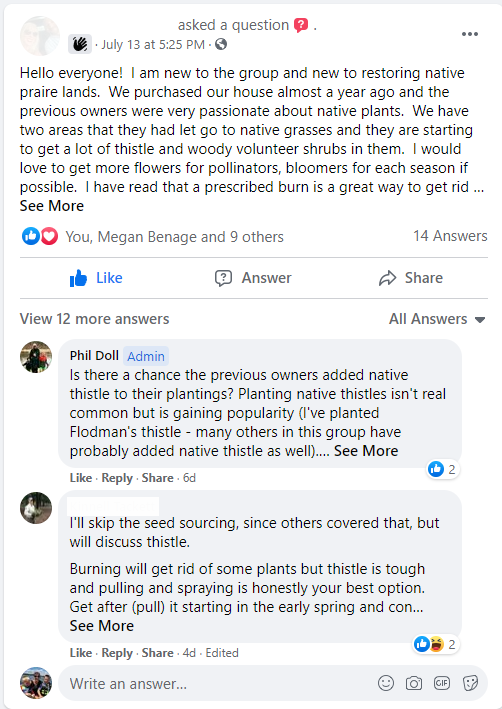 asked a question ? .
· July 13 at 5:25 PM ·
Hello everyone! I am new to the group and new to restoring native
praire lands. We purchased our house almost a year ago and the
previous owners were very passionate about native plants. We have
two areas that they had let go to native grasses and they are starting
to get a lot of thistle and woody volunteer shrubs in them. I would
love to get more flowers for pollinators, bloomers for each season if
possible. I have read that a prescribed burn is a great way to get rid ...
See More
You, Megan Benage and 9 others 14 Answers
Like Answer Share
View 12 more answers All Answers
Phil Doll Admin
Is there a chance the previous owners added native
thistle to their plantings? Planting native thistles isn't real
common but is gaining popularity (I've planted
Flodman's thistle - many others in this group have
probably added native thistle as well).... See More
2
Like · Reply · Share · 6d
I'll skip the seed sourcing, since others covered that, but
will discuss thistle.
Burning will get rid of some plants but thistle is tough
and pulling and spraying is honestly your best option.
Get after (pull) it starting in the early spring and con...
See More
2
Like · Reply · Share · 4d · Edited
Write an answer...
GIF